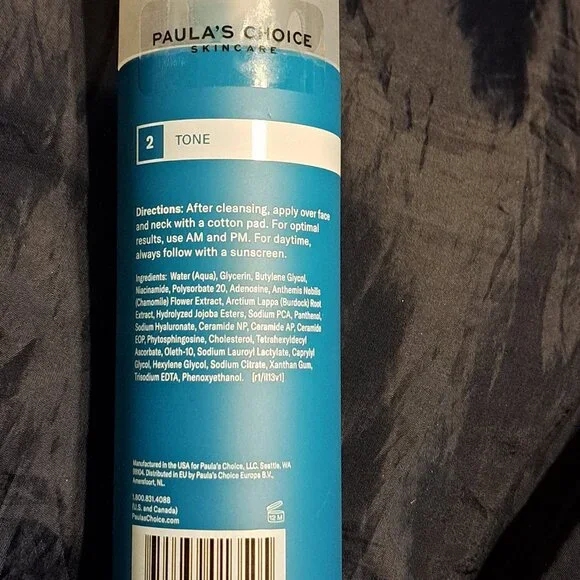 PAULA'S CHOICE
SKINCARE
2 TONE
Directions: After cleansing, apply over face
and neck with a cotton pad. For optimal
results, use AM and PM. For daytime,
always follow with a sunscreen.
Ingredients: Water (Aqua), Glycerin, Butylene Glycol,
Niacinamide, Polysorbate 20, Adenosine, Anthemis Nobilis
(Chamomile) Flower Extract, Arctium Lappa (Burdock) Root
Extract, Hydrolyzed Jojoba Esters, Sodium PCA, Panthenol,
Sodium Hyaluronate, Ceramide NP, Ceramide AP, Ceramide
EOP, Phytosphingosine, Cholesterol, Tetrahexyldecyl
Ascorbate, Oleth-10, Sodium Lauroyl Lactylate, Caprylyl
Glycol, Hexylene Glycol, Sodium Citrate, Xanthan Gum,
Trisodium EDTA, Phenoxyethanol. [r1/il13v1]
Manufactured in the USA for Paula's Choice, LLC. Seattle, WA
98104. Distributed in EU by Paula's Choice Europe B.V.,
Amersfoort, NL.
1.800.831.4088
(U.S. and Canada)
PaulasChoice.com
12 M